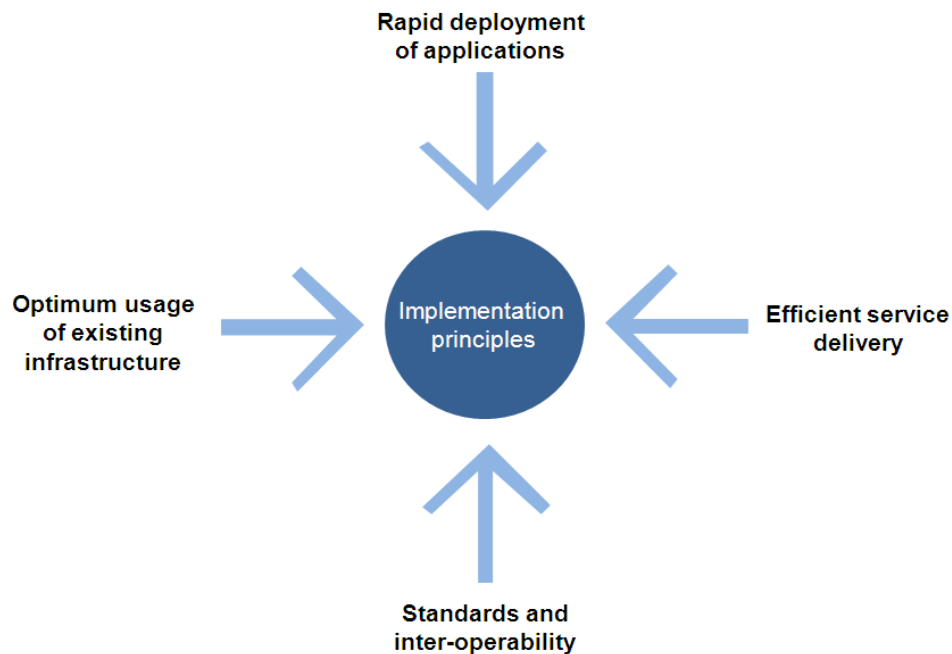 Rapid deployment
of applications
Optimum usage
of existing
infrastructure
Implementation
principles
Efficient service
delivery
Standards and
inter-operability